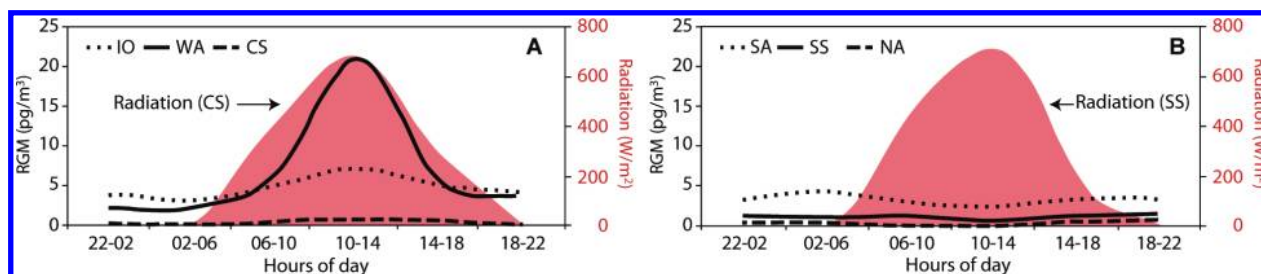 IO WA CS A
Radiation (CS)
RGM (pg/m³)
25
20
15
10
5
0
800
600
400
200
0
Radiation (W/m²)
22-02 02-06 06-10 10-14 14-18 18-22
Hours of day
SA SS NA B
Radiation (SS)
RGM (pg/m³)
25
20
15
10
5
0
800
600
400
200
0
Radiation (W/m²)
22-02 02-06 06-10 10-14 14-18 18-22
Hours of day